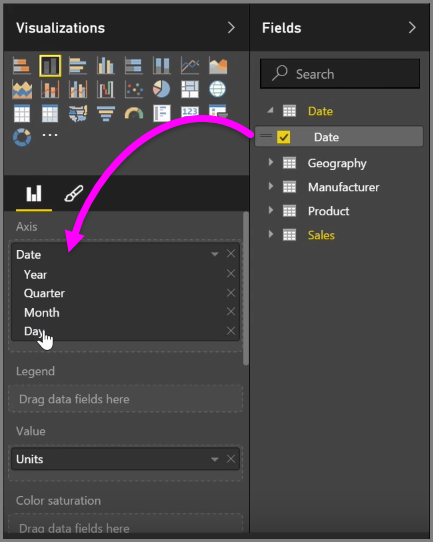 Visualizations
Fields
Search
Date
Date
Geography
Manufacturer
Product
Sales
Axis
Date
Year
Quarter
Month
Day
Legend
Drag data fields here
Value
Units
Color saturation
Drag data fields here